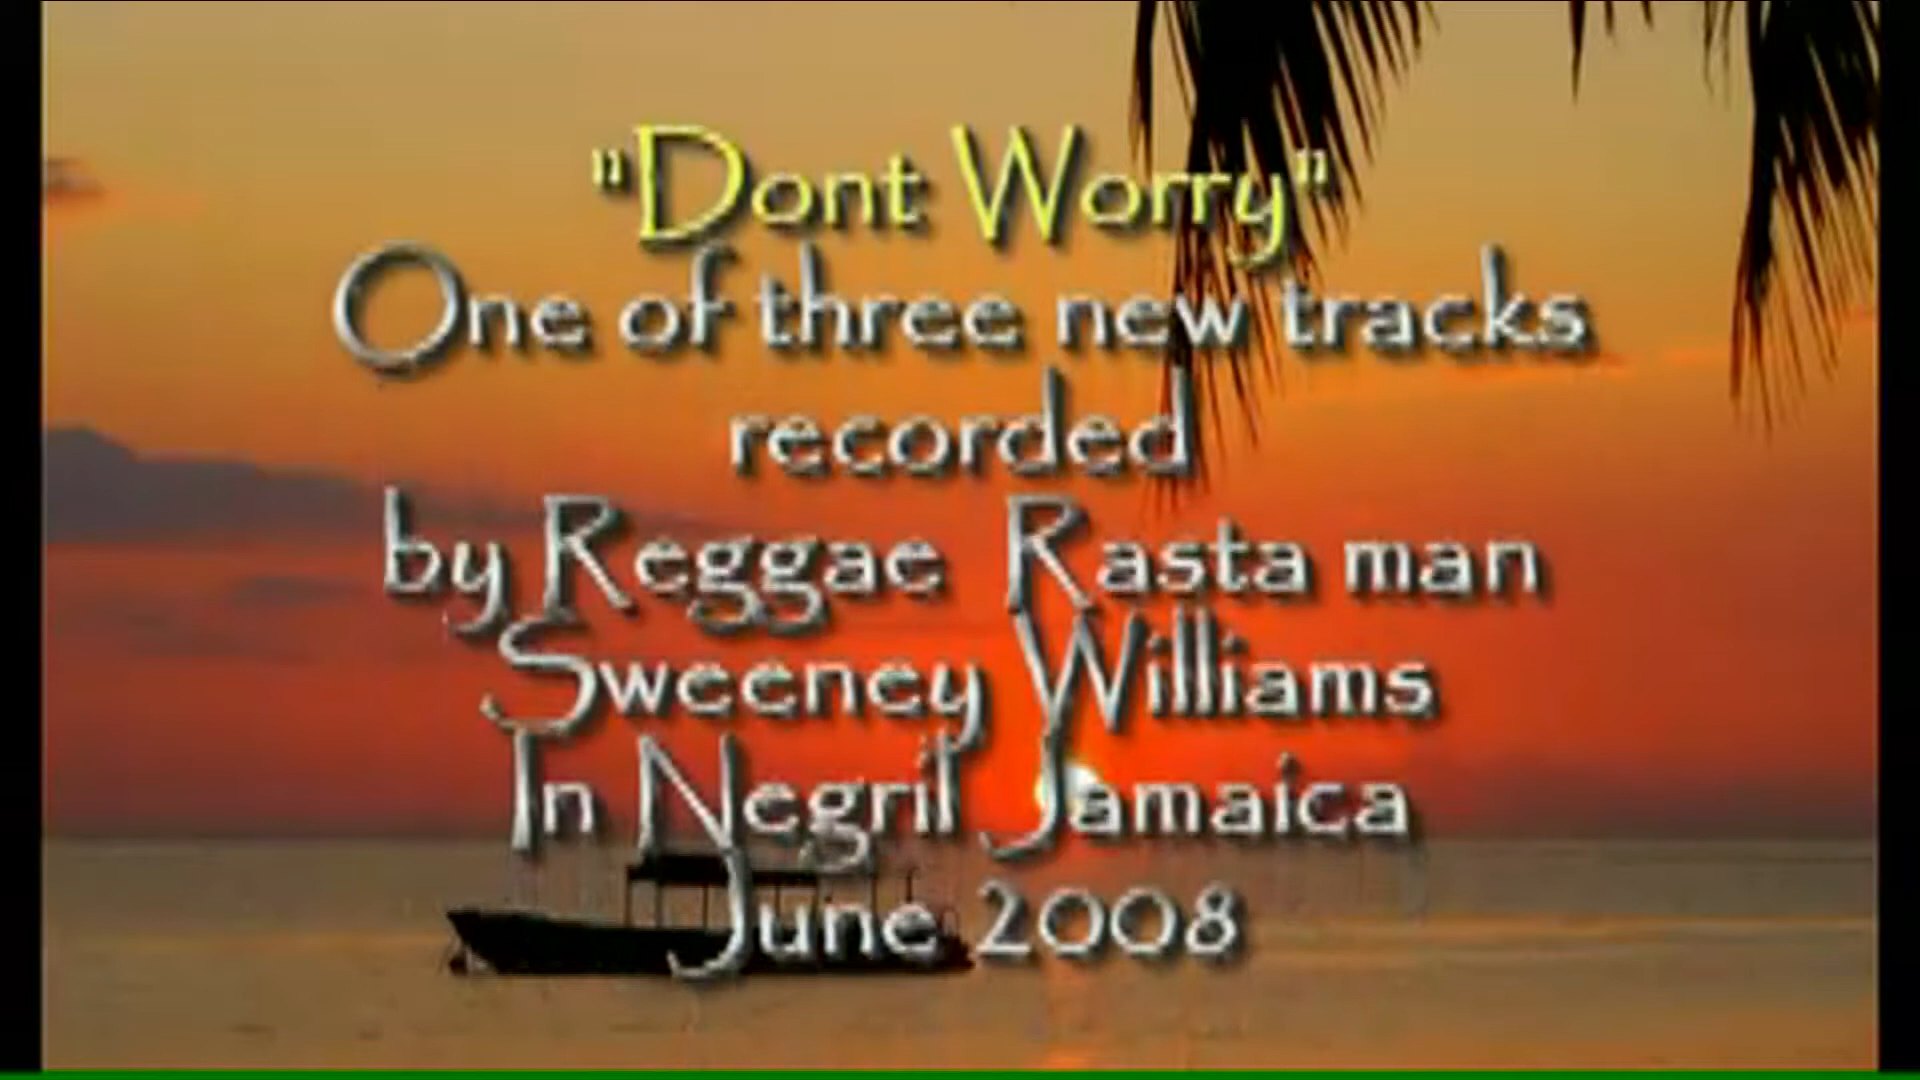 "Dont Worry"
One of three new tracks
recorded
by Reggae Rasta man
Sweeney Williams
In Negril Jamaica
June 2008